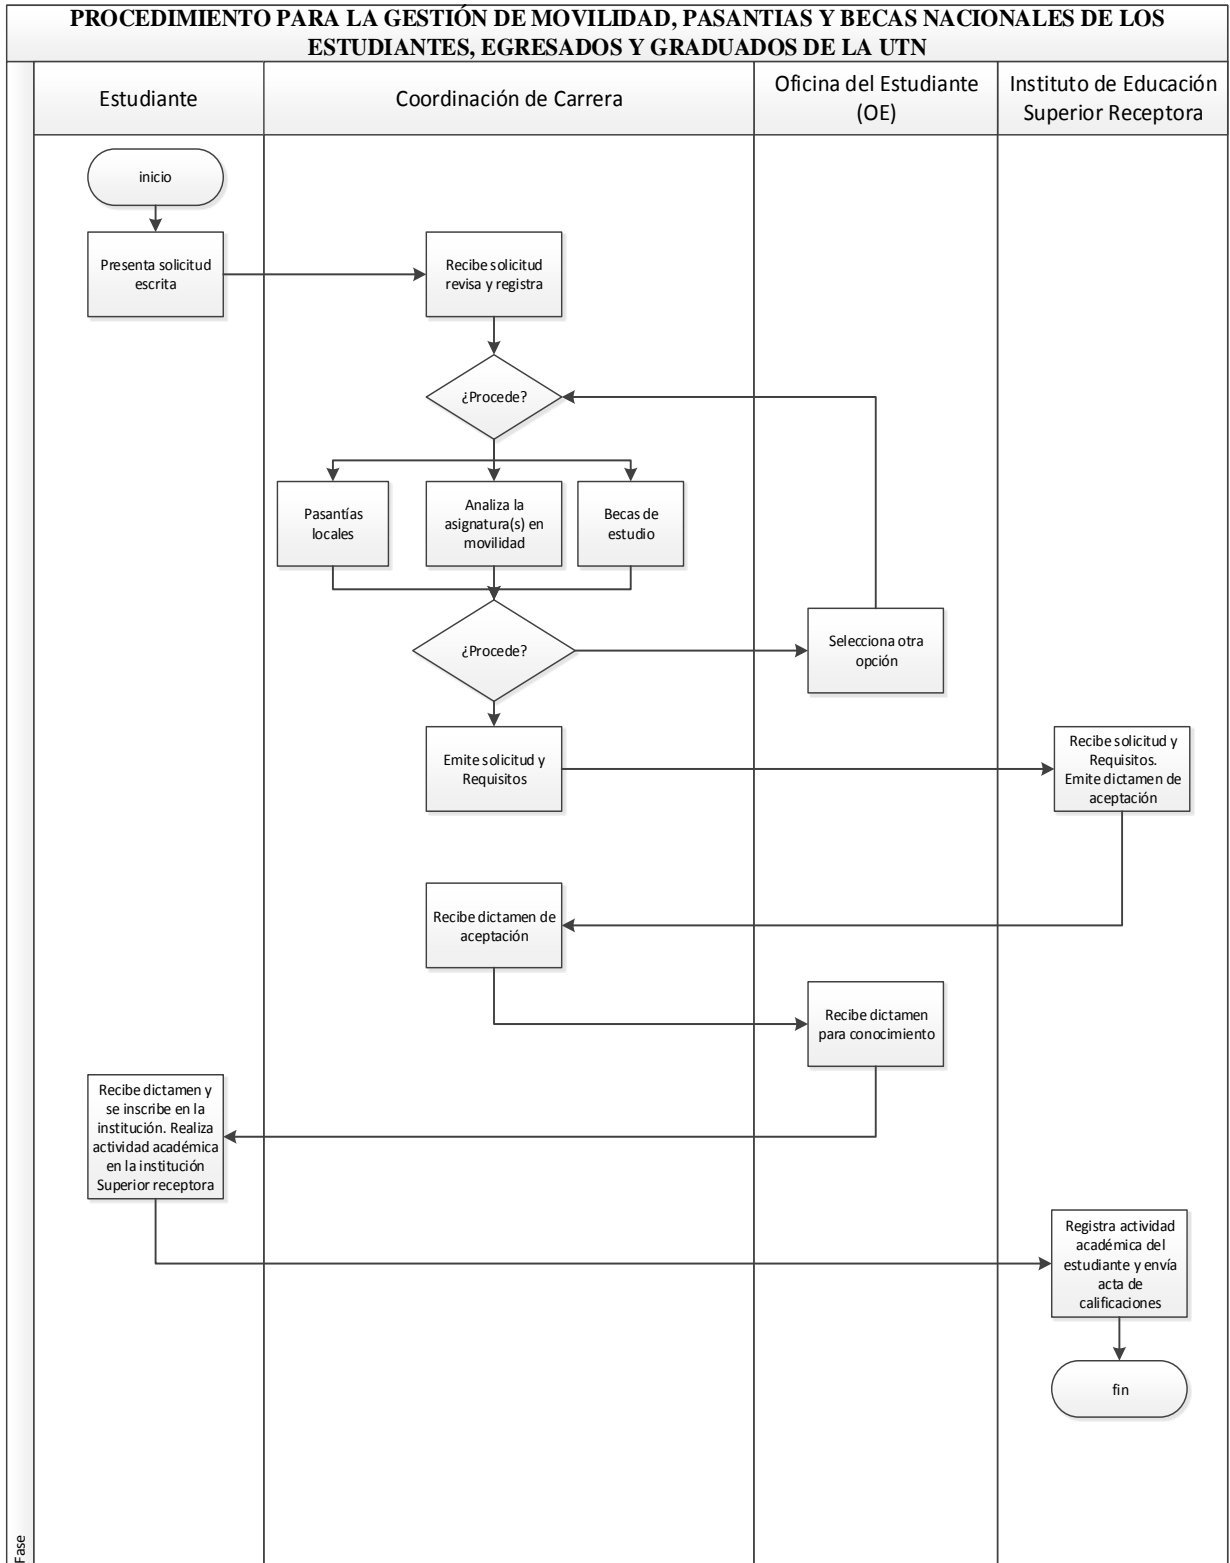 PROCEDIMIENTO PARA LA GESTIÓN DE MOVILIDAD, PASANTIAS Y BECAS NACIONALES DE LOS
ESTUDIANTES, EGRESADOS Y GRADUADOS DE LA UTN
Estudiante
Coordinación de Carrera
Oficina del Estudiante
(OE)
Instituto de Educación
Superior Receptora
inicio
Presenta solicitud
escrita
Recibe solicitud
revisa y registra
¿Procede?
Pasantías
locales
Analiza la
asignatura(s) en
movilidad
Becas de
estudio
¿Procede?
Selecciona otra
opción
Emite solicitud y
Requisitos
Recibe solicitud y
Requisitos.
Emite dictamen de
aceptación
Recibe dictamen de
aceptación
Recibe dictamen
para conocimiento
Recibe dictamen y
se inscribe en la
institución. Realiza
actividad académica
en la institución
Superior receptora
Registra actividad
académica del
estudiante y envía
acta de
calificaciones
fin
Fase